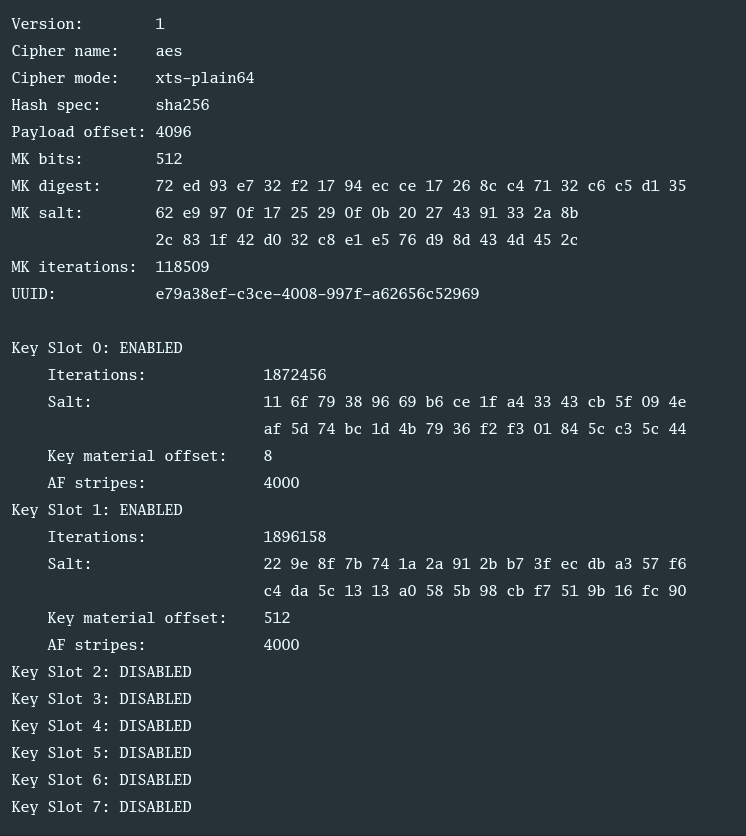 Version:        1
Cipher name:    aes
Cipher mode:    xts-plain64
Hash spec:      sha256
Payload offset: 4096
MK bits:        512
MK digest:      72 ed 93 e7 32 f2 17 94 ec ce 17 26 8c c4 71 32 c6 c5 d1 35
MK salt:        62 e9 97 0f 17 25 29 0f 0b 20 27 43 91 33 2a 8b
                2c 83 1f 42 d0 32 c8 e1 e5 76 d9 8d 43 4d 45 2c
MK iterations:  118509
UUID:           e79a38ef-c3ce-4008-997f-a62656c52969

Key Slot 0: ENABLED
    Iterations:             1872456
    Salt:                   11 6f 79 38 96 69 b6 ce 1f a4 33 43 cb 5f 09 4e
                            af 5d 74 bc 1d 4b 79 36 f2 f3 01 84 5c c3 5c 44
    Key material offset:    8
    AF stripes:             4000
Key Slot 1: ENABLED
    Iterations:             1896158
    Salt:                   22 9e 8f 7b 74 1a 2a 91 2b b7 3f ec db a3 57 f6
                            c4 da 5c 13 13 a0 58 5b 98 cb f7 51 9b 16 fc 90
    Key material offset:    512
    AF stripes:             4000
Key Slot 2: DISABLED
Key Slot 3: DISABLED
Key Slot 4: DISABLED
Key Slot 5: DISABLED
Key Slot 6: DISABLED
Key Slot 7: DISABLED